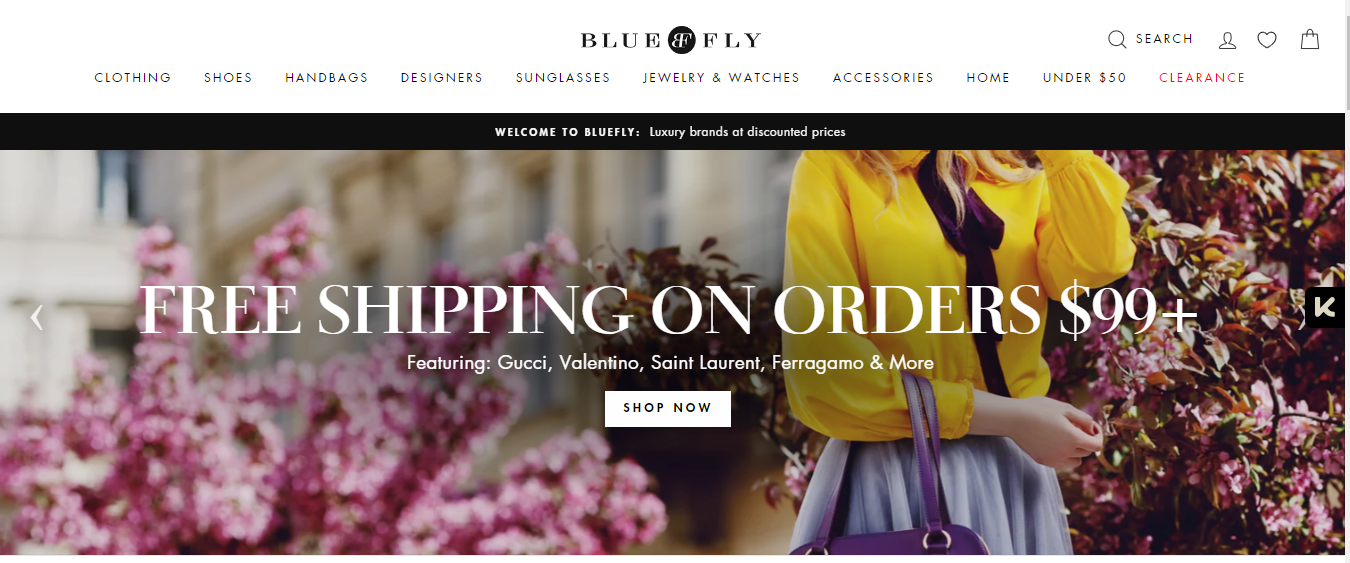 BLUE FLY
SEARCH
CLOTHING SHOES HANDBAGS DESIGNERS SUNGLASSES JEWELRY & WATCHES ACCESSORIES HOME UNDER $50 CLEARANCE
WELCOME TO BLUEFLY: Luxury brands at discounted prices
FREE SHIPPING ON ORDERS $99+
Featuring: Gucci, Valentino, Saint Laurent, Ferragamo & More
SHOP NOW